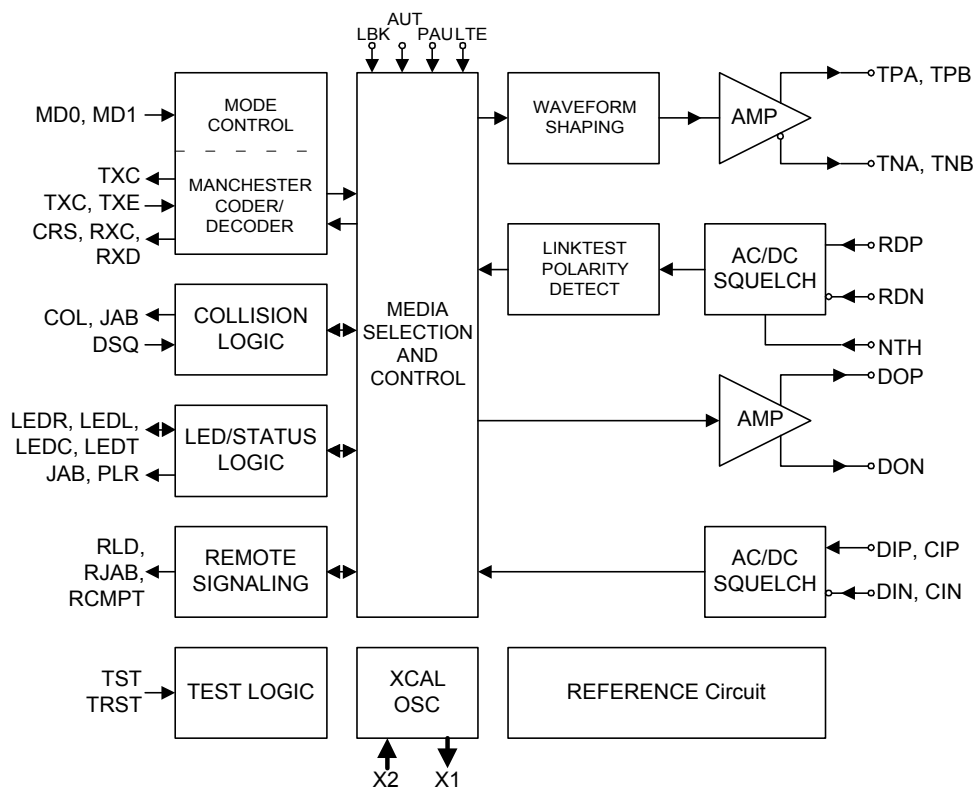 AUT
LBK
PAU
LTE
MD0, MD1
MODE
CONTROL
TXC
TXC, TXE
CRS, RXC,
RXD
MANCHESTER
CODER/
DECODER
COL, JAB
DSQ
COLLISION
LOGIC
LEDR, LEDL,
LEDC, LEDT
JAB, PLR
LED/STATUS
LOGIC
RLD,
RJAB,
RCMPT
REMOTE
SIGNALING
TST
TRST
TEST LOGIC
MEDIA
SELECTION
AND
CONTROL
XCAL
OSC
X2
X1
WAVEFORM
SHAPING
AMP
TPA, TPB
TNA, TNB
LINKTEST
POLARITY
DETECT
AC/DC
SQUELCH
RDP
RDN
NTH
AMP
DOP
DON
AC/DC
SQUELCH
DIP, CIP
DIN, CIN
REFERENCE Circuit